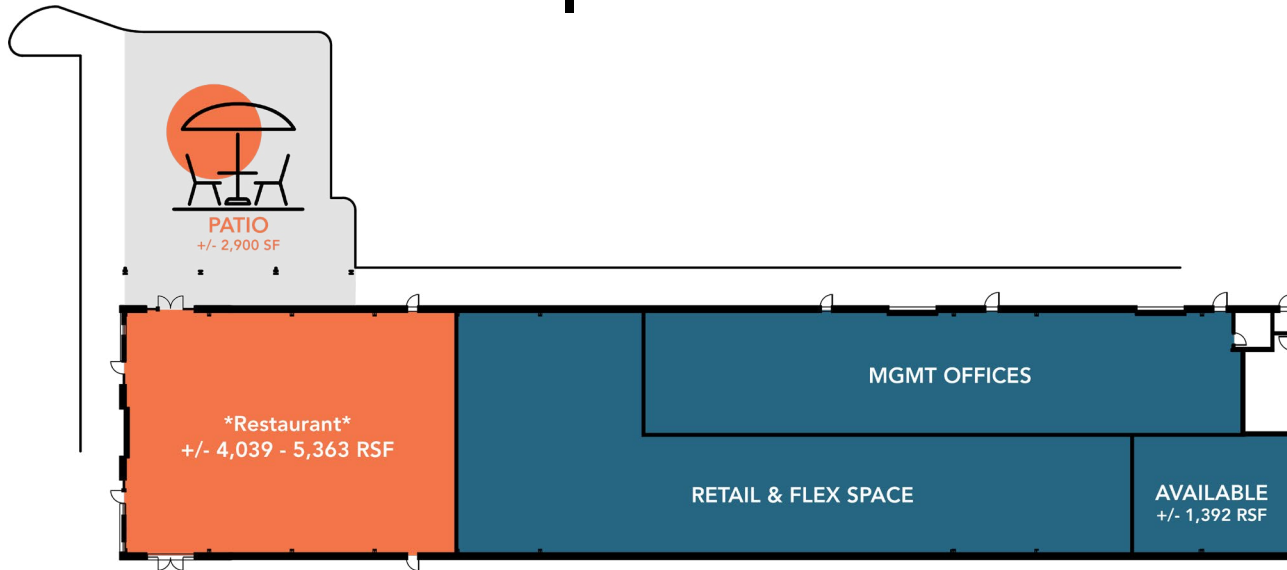 PATIO
+/- 2,900 SF
*Restaurant*
+/- 4,039 - 5,363 RSF
MGMT OFFICES
RETAIL & FLEX SPACE
AVAILABLE
+/- 1,392 RSF